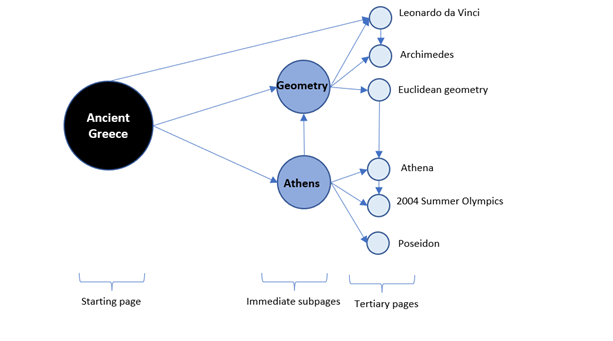 Leonardo da Vinci
Archimedes
Geometry
Euclidean geometry
Ancient
Greece
Athena
Athens
2004 Summer Olympics
Poseidon
Starting page
Immediate subpages
Tertiary pages